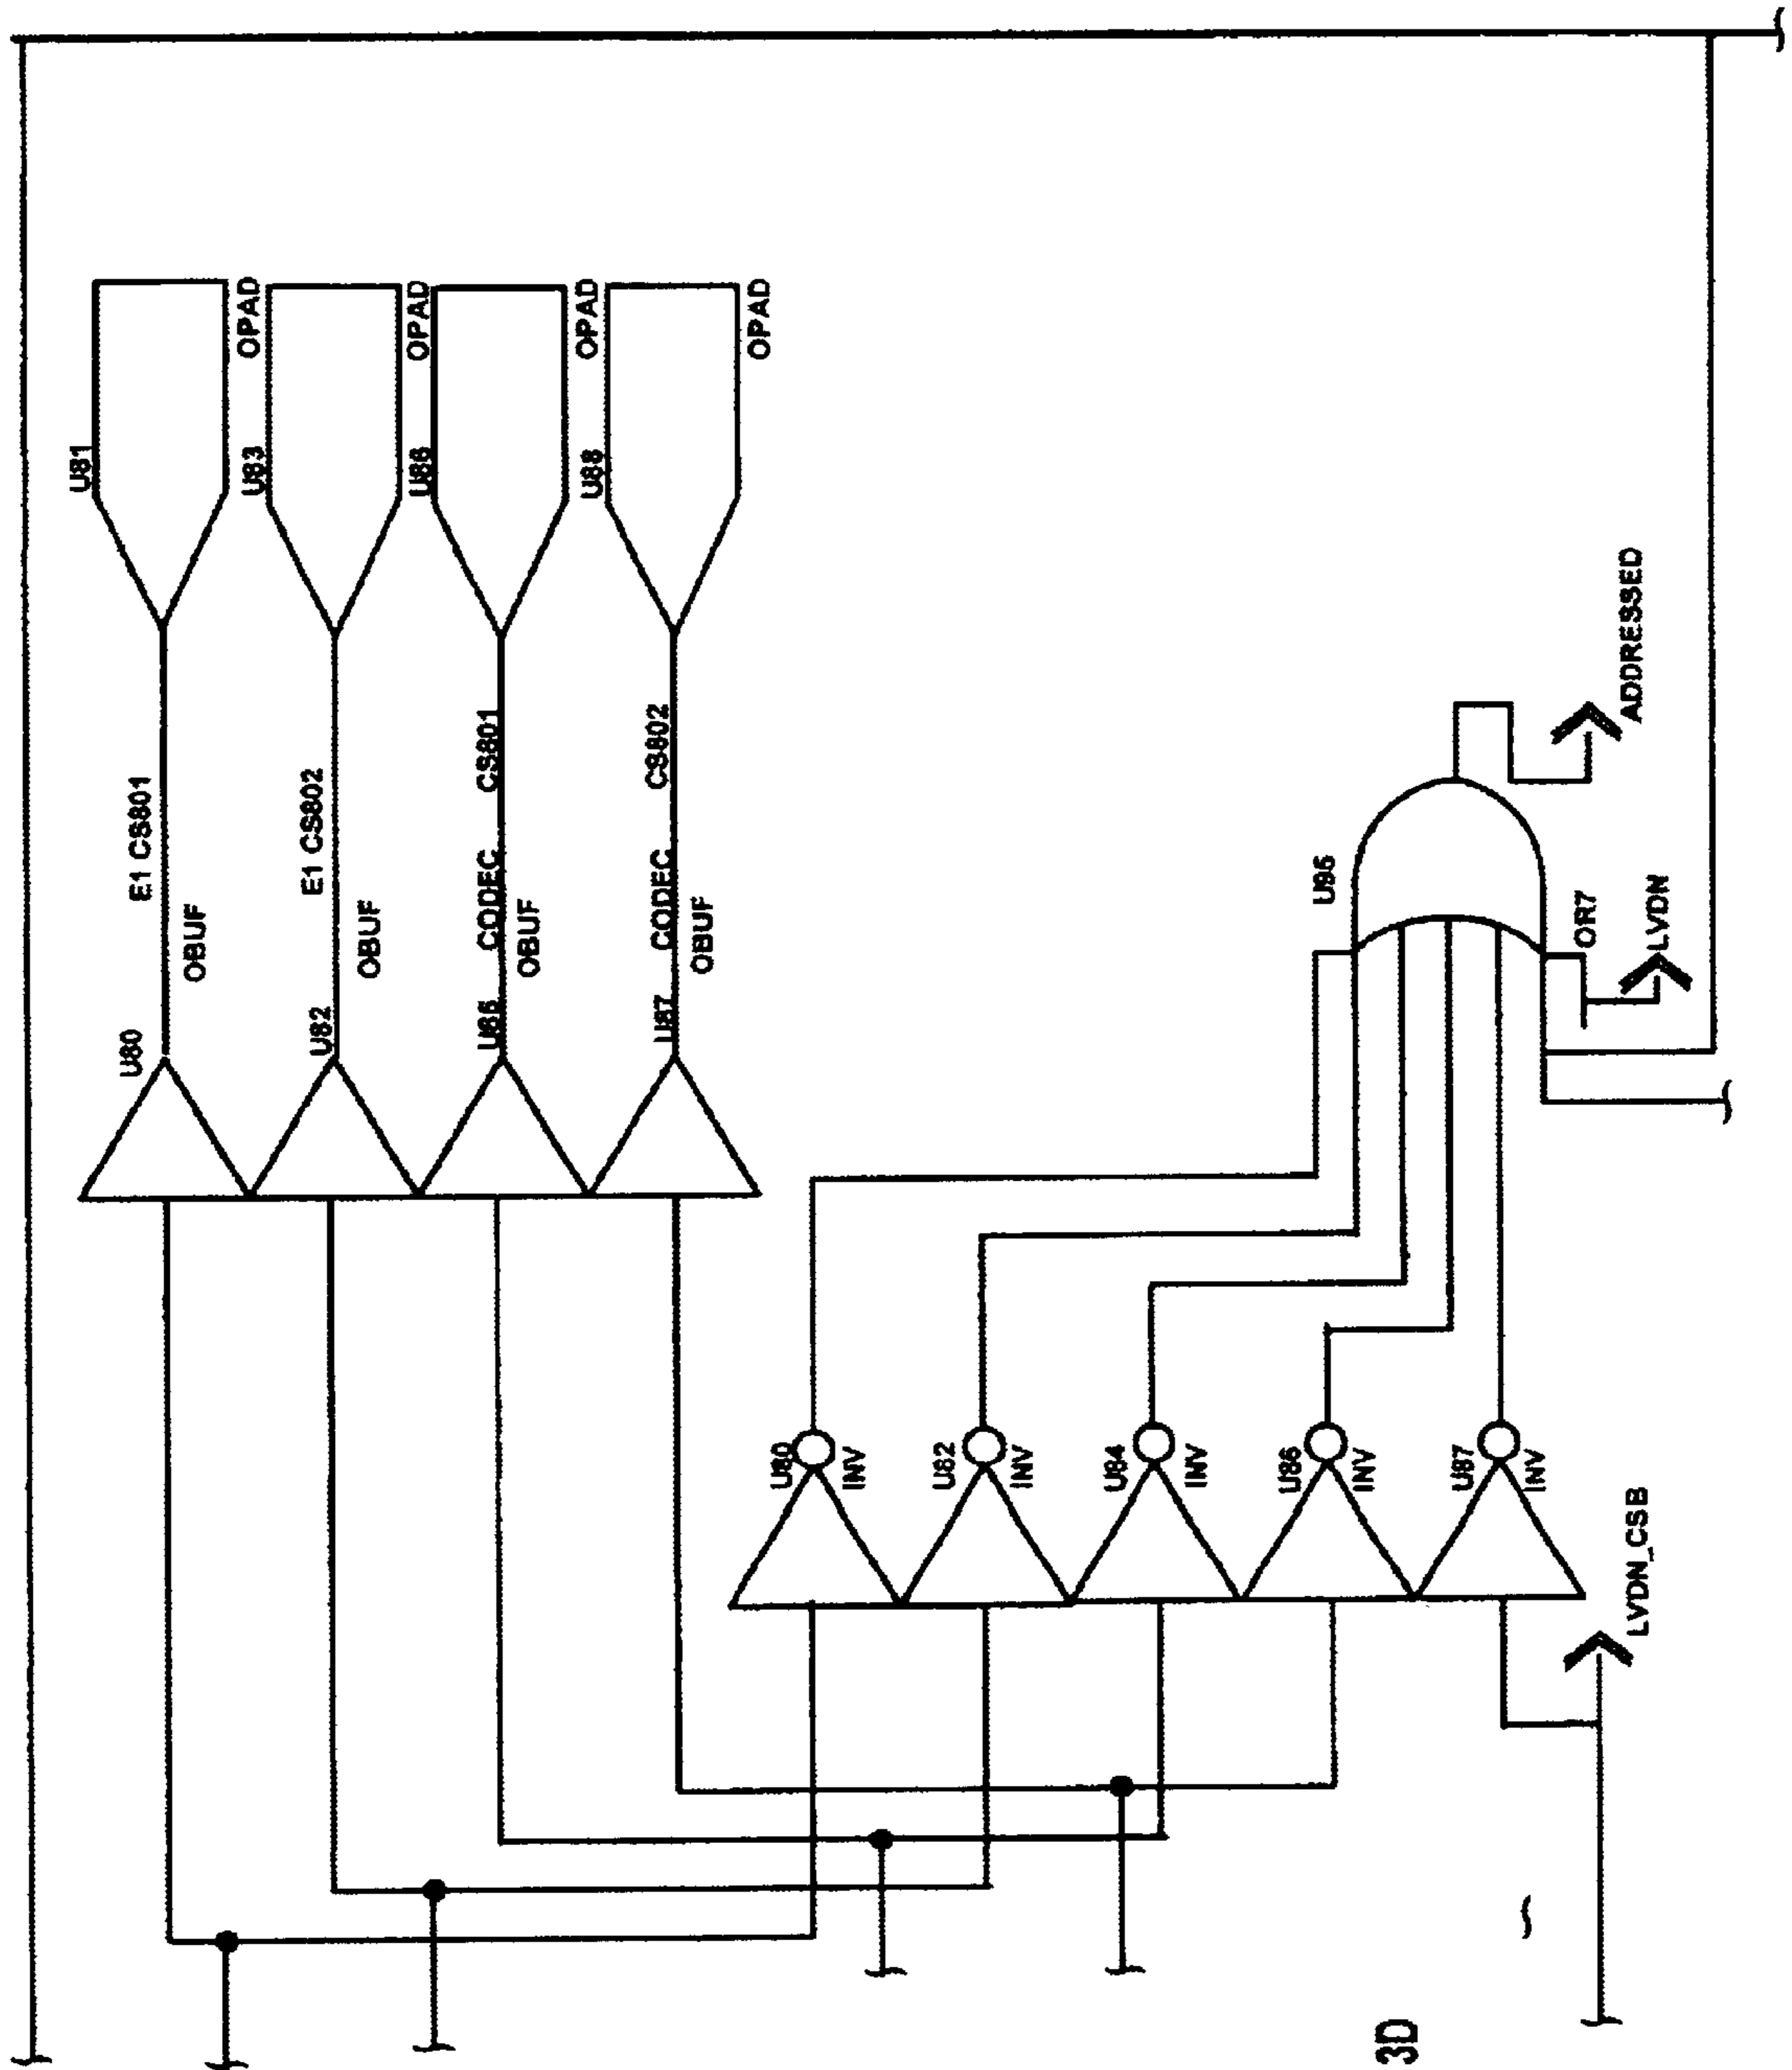 U81
OPAD
U83
OPAD
U86
OPAD
U88
OPAD
E1 CS801
OBUF
U80
E1 CS802
OBUF
U82
CODEC CS801
OBUF
U86
CODEC CS802
OBUF
U87
U80
INV
U82
INV
U84
INV
U86
INV
U87
INV
LVDN_CSB
U96
OR7
LVDN
ADDRESSED
3D